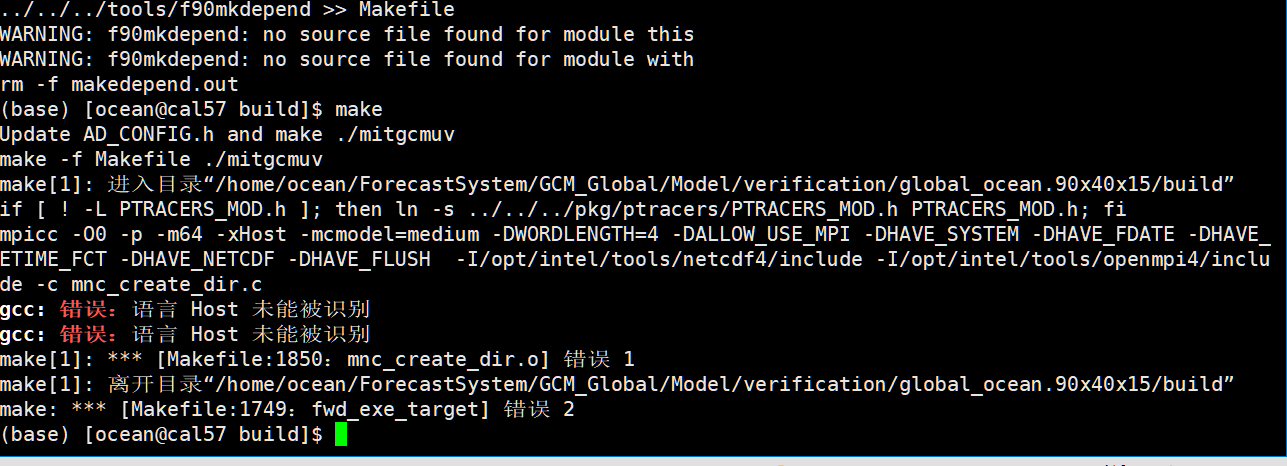 ../../../tools/f90mkdepend >> Makefile
WARNING: f90mkdepend: no source file found for module this
WARNING: f90mkdepend: no source file found for module with
rm -f makedepend.out
(base) [ocean@cal57 build]$ make
Update AD_CONFIG.h and make ./mitgcmuv
make -f Makefile ./mitgcmuv
make[1]: 进入目录“/home/ocean/ForecastSystem/GCM_Global/Model/verification/global_ocean.90x40x15/build”
if [ ! -L PTRACERS_MOD.h ]; then ln -s ../../../pkg/ptracers/PTRACERS_MOD.h PTRACERS_MOD.h; fi
mpicc -O0 -p -m64 -xHost -mcmodel=medium -DWORDLENGTH=4 -DALLOW_USE_MPI -DHAVE_SYSTEM -DHAVE_FDATE -DHAVE_
ETIME_FCT -DHAVE_NETCDF -DHAVE_FLUSH  -I/opt/intel/tools/netcdf4/include -I/opt/intel/tools/openmpi4/inclu
de -c mnc_create_dir.c
gcc: 错误：语言 Host 未能被识别
gcc: 错误：语言 Host 未能被识别
make[1]: *** [Makefile:1850：mnc_create_dir.o] 错误 1
make[1]: 离开目录“/home/ocean/ForecastSystem/GCM_Global/Model/verification/global_ocean.90x40x15/build”
make: *** [Makefile:1749：fwd_exe_target] 错误 2
(base) [ocean@cal57 build]$